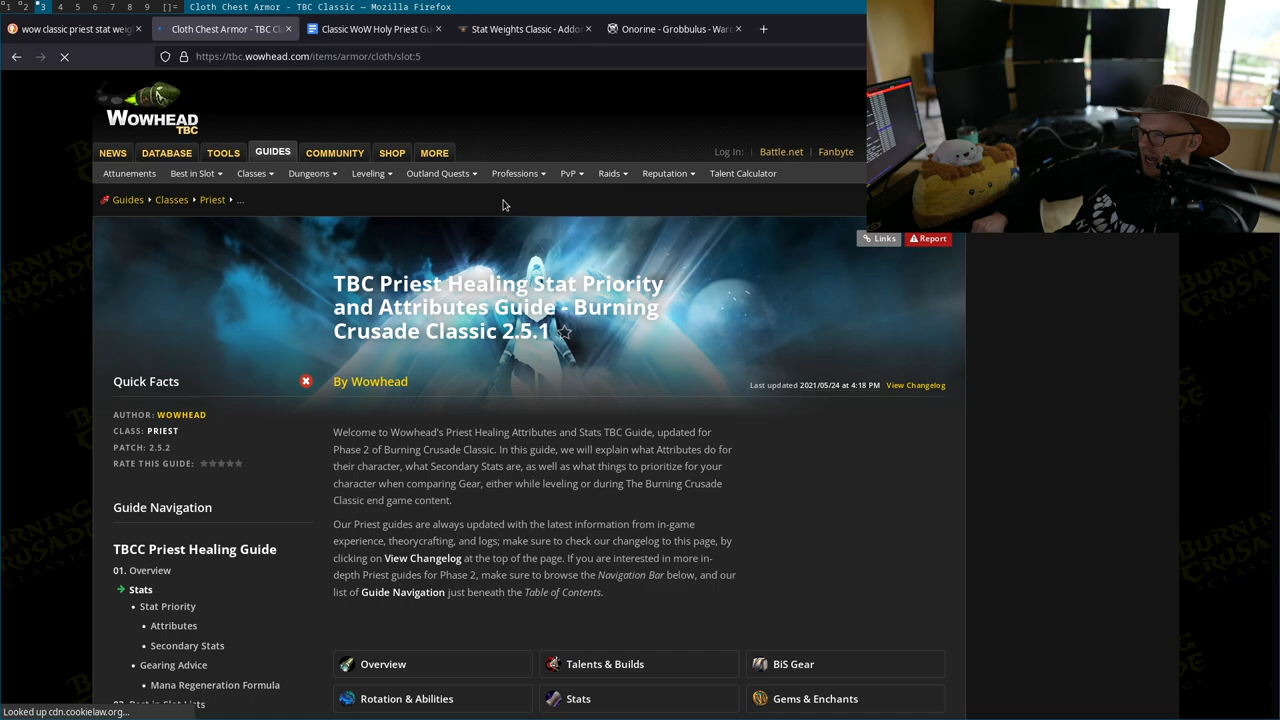 1 2 3 4 5 6 7 8 9 []= Cloth Chest Armor - TBC Classic — Mozilla Firefox
wow classic priest stat weig
Cloth Chest Armor - TBC Cl
Classic WoW Holy Priest Gu
Stat Weights Classic - Addon
Onorine - Grobbulus - Warc
https://tbc.wowhead.com/items/armor/cloth/slot:5
WOWHEAD
TBC
NEWS DATABASE TOOLS GUIDES COMMUNITY SHOP MORE
Log In: Battle.net Fanbyte
Attunements Best in Slot Classes Dungeons Leveling Outland Quests Professions PvP Raids Reputation Talent Calculator
Guides Classes Priest ...
Links Report
TBC Priest Healing Stat Priority
and Attributes Guide - Burning
Crusade Classic 2.5.1
Quick Facts
By Wowhead
Last updated 2021/05/24 at 4:18 PM View Changelog
AUTHOR: WOWHEAD
CLASS: PRIEST
PATCH: 2.5.2
RATE THIS GUIDE:
Welcome to Wowhead's Priest Healing Attributes and Stats TBC Guide, updated for
Phase 2 of Burning Crusade Classic. In this guide, we will explain what Attributes do for
their character, what Secondary Stats are, as well as what things to prioritize for your
character when comparing Gear, either while leveling or during The Burning Crusade
Classic end game content.
Our Priest guides are always updated with the latest information from in-game
experience, theorycrafting, and logs; make sure to check our changelog to this page, by
clicking on View Changelog at the top of the page. If you are interested in more in-
depth Priest guides for Phase 2, make sure to browse the Navigation Bar below, and our
list of Guide Navigation just beneath the Table of Contents.
Guide Navigation
TBCC Priest Healing Guide
01. Overview
Stats
• Stat Priority
• Attributes
• Secondary Stats
• Gearing Advice
• Mana Regeneration Formula
Overview
Talents & Builds
BiS Gear
Rotation & Abilities
Stats
Gems & Enchants
Looked up cdn.cookielaw.org...